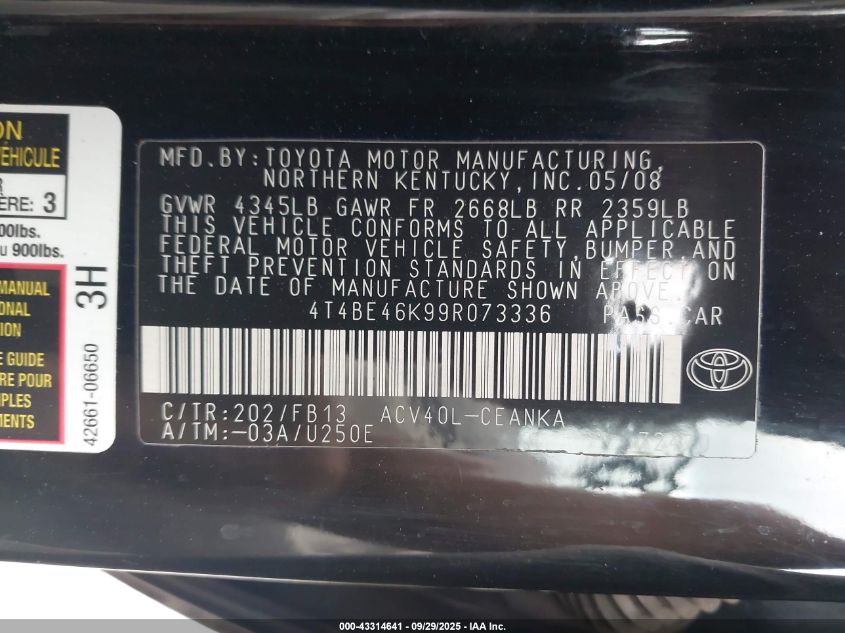 ON
VÉHICULE
R
ÈRE: 3
00lbs.
u 900lbs.
MANUAL
ONAL
ION
E GUIDE
RE POUR
PLES
MENTS.
42661-06650
3H
MFD.BY:TOYOTA MOTOR MANUFACTURING,
NORTHERN KENTUCKY,INC.05/08
GVWR 4345LB GAWR FR 2668LB RR 2359LB
THIS VEHICLE CONFORMS TO ALL APPLICABLE
FEDERAL MOTOR VEHICLE SAFETY,BUMPER,AND
THEFT PREVENTION STANDARDS IN EFFECT ON
THE DATE OF MANUFACTURE SHOWN ABOVE.
4T4BE46K99R073336 PASS.CAR
C/TR:202/FB13 ACV40L-CEANKA
A/TM:-03A/U250E
TOYOTA
000-43314641 | 09/29/2025 | IAA Inc.